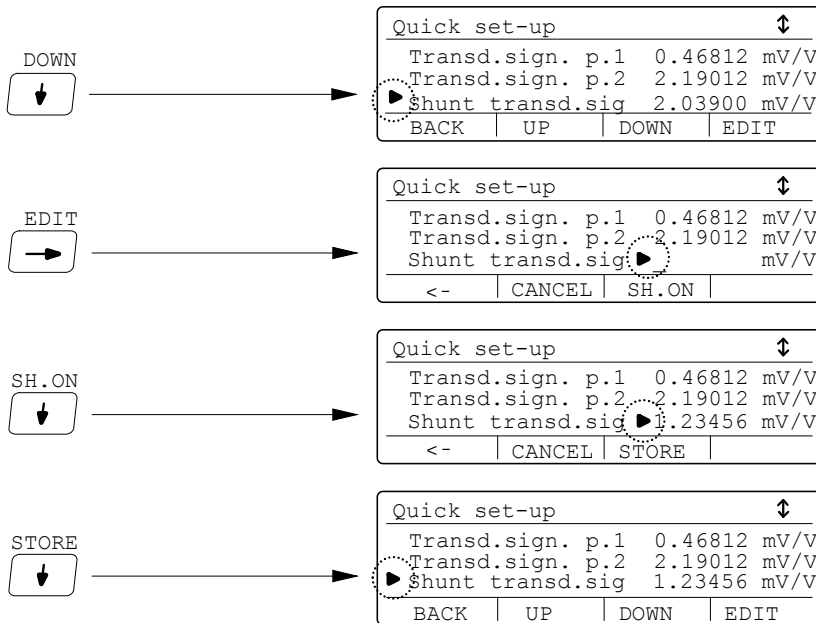 DOWN
Quick set-up
Transd.sign. p.1 0.46812 mV/V
Transd.sign. p.2 2.19012 mV/V
Shunt transd.sig 2.03900 mV/V
BACK UP DOWN EDIT
EDIT
Quick set-up
Transd.sign. p.1 0.46812 mV/V
Transd.sign. p.2 2.19012 mV/V
Shunt transd.sig _ mV/V
<- CANCEL SH.ON
SH.ON
Quick set-up
Transd.sign. p.1 0.46812 mV/V
Transd.sign. p.2 2.19012 mV/V
Shunt transd.sig 1.23456 mV/V
<- CANCEL STORE
STORE
Quick set-up
Transd.sign. p.1 0.46812 mV/V
Transd.sign. p.2 2.19012 mV/V
Shunt transd.sig 1.23456 mV/V
BACK UP DOWN EDIT